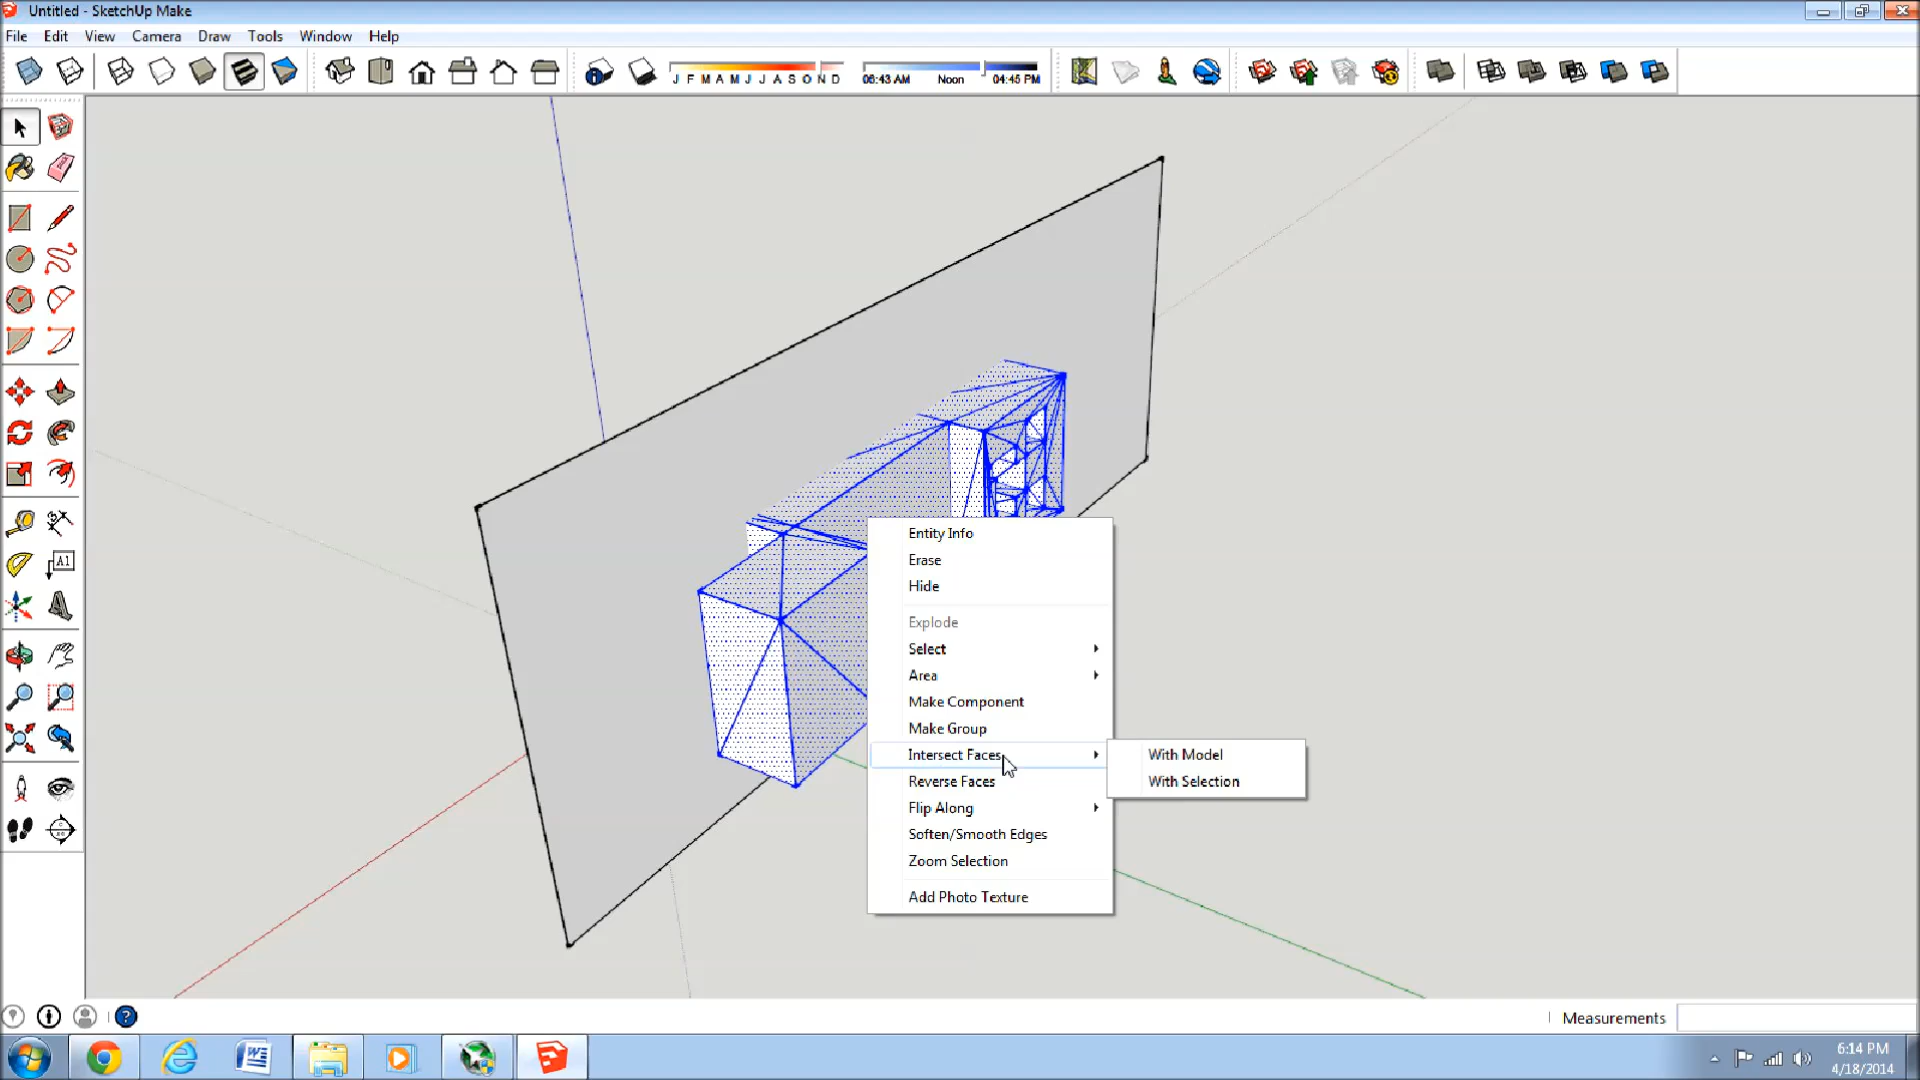 Untitled - SketchUp Make
File Edit View Camera Draw Tools Window Help
J F M A M J J A S O N D
06:43 AM Noon 04:45 PM
A1
Entity Info
Erase
Hide
Explode
Select
Area
Make Component
Make Group
Intersect Faces
With Model
Reverse Faces
With Selection
Flip Along
Soften/Smooth Edges
Zoom Selection
Add Photo Texture
Measurements
6:14 PM
4/18/2014